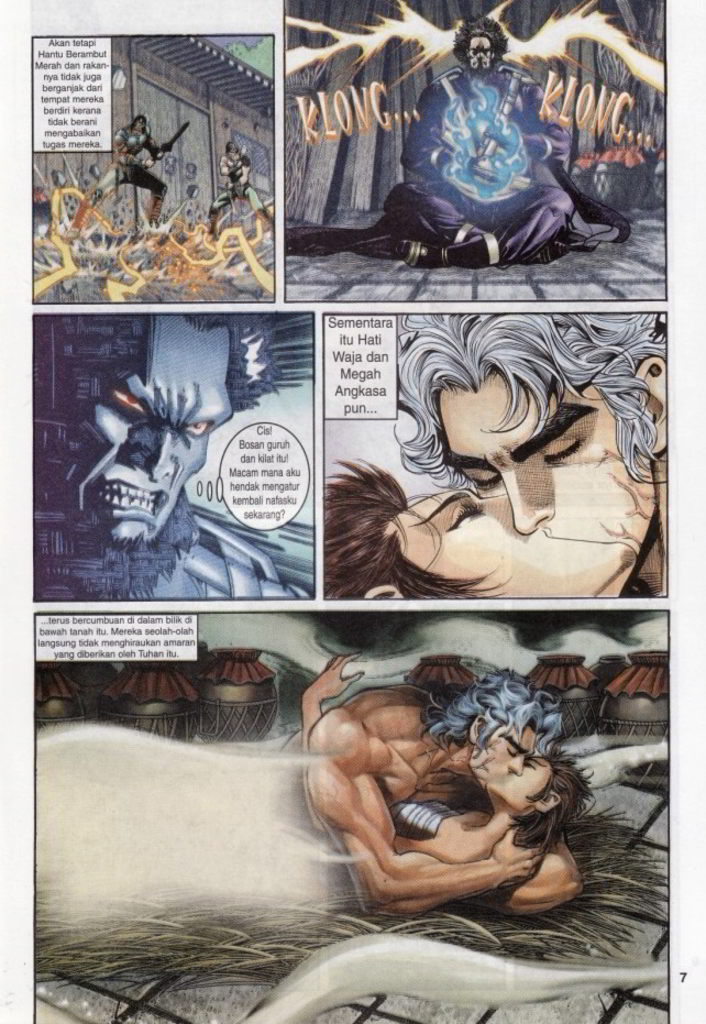 Akan tetapi
Hantu Berambut
Merah dan rakan-
nya tidak juga
berganjak dari
tempat mereka
berdiri kerana
tidak berani
mengabaikan
tugas mereka.
KLONG... KLONG...
Cis!
Bosan guruh
dan kilat itu!
Macam mana aku
hendak mengatur
kembali nafasku
sekarang?
Sementara
itu Hati
Waja dan
Megah
Angkasa
pun...
...terus bercumbuan di dalam bilik di
bawah tanah itu. Mereka seolah-olah
langsung tidak menghiraukan amaran
yang diberikan oleh Tuhan itu.
7